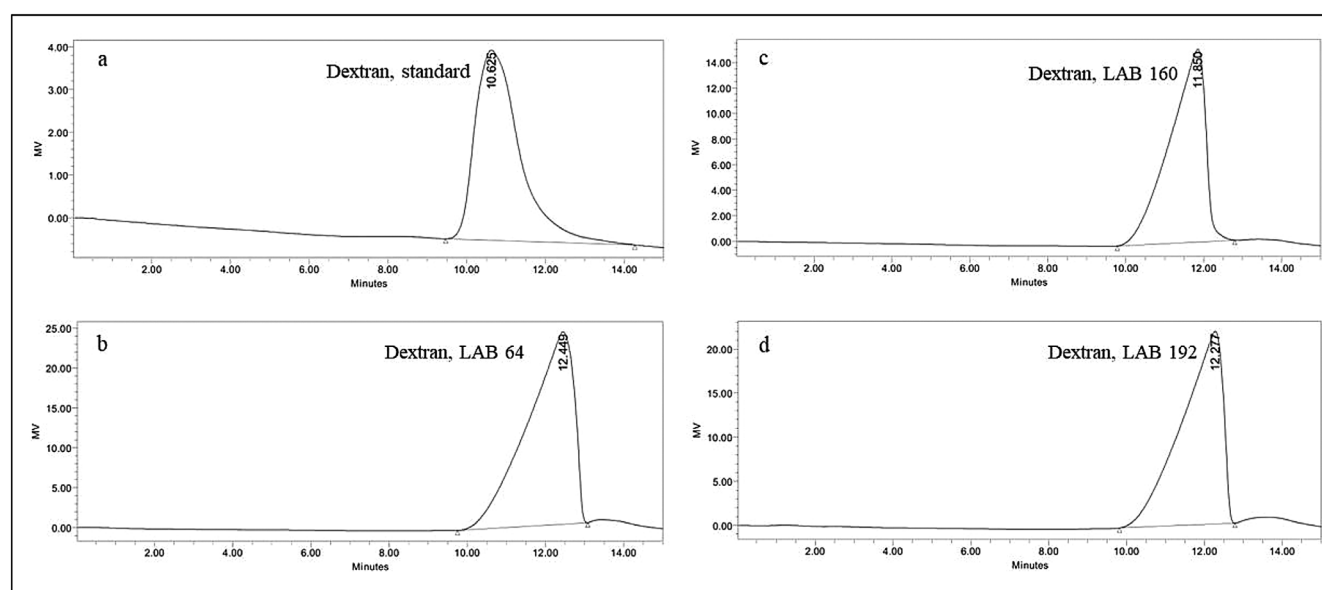 a
Dextran, standard
10.625
4.00
3.00
2.00
1.00
0.00
MV
2.00 4.00 6.00 8.00 10.00 12.00 14.00
Minutes
b
Dextran, LAB 64
12.449
25.00
20.00
15.00
10.00
5.00
0.00
MV
2.00 4.00 6.00 8.00 10.00 12.00 14.00
Minutes
c
Dextran, LAB 160
11.850
14.00
12.00
10.00
8.00
6.00
4.00
2.00
0.00
MV
2.00 4.00 6.00 8.00 10.00 12.00 14.00
Minutes
d
Dextran, LAB 192
12.277
20.00
15.00
10.00
5.00
0.00
MV
2.00 4.00 6.00 8.00 10.00 12.00 14.00
Minutes